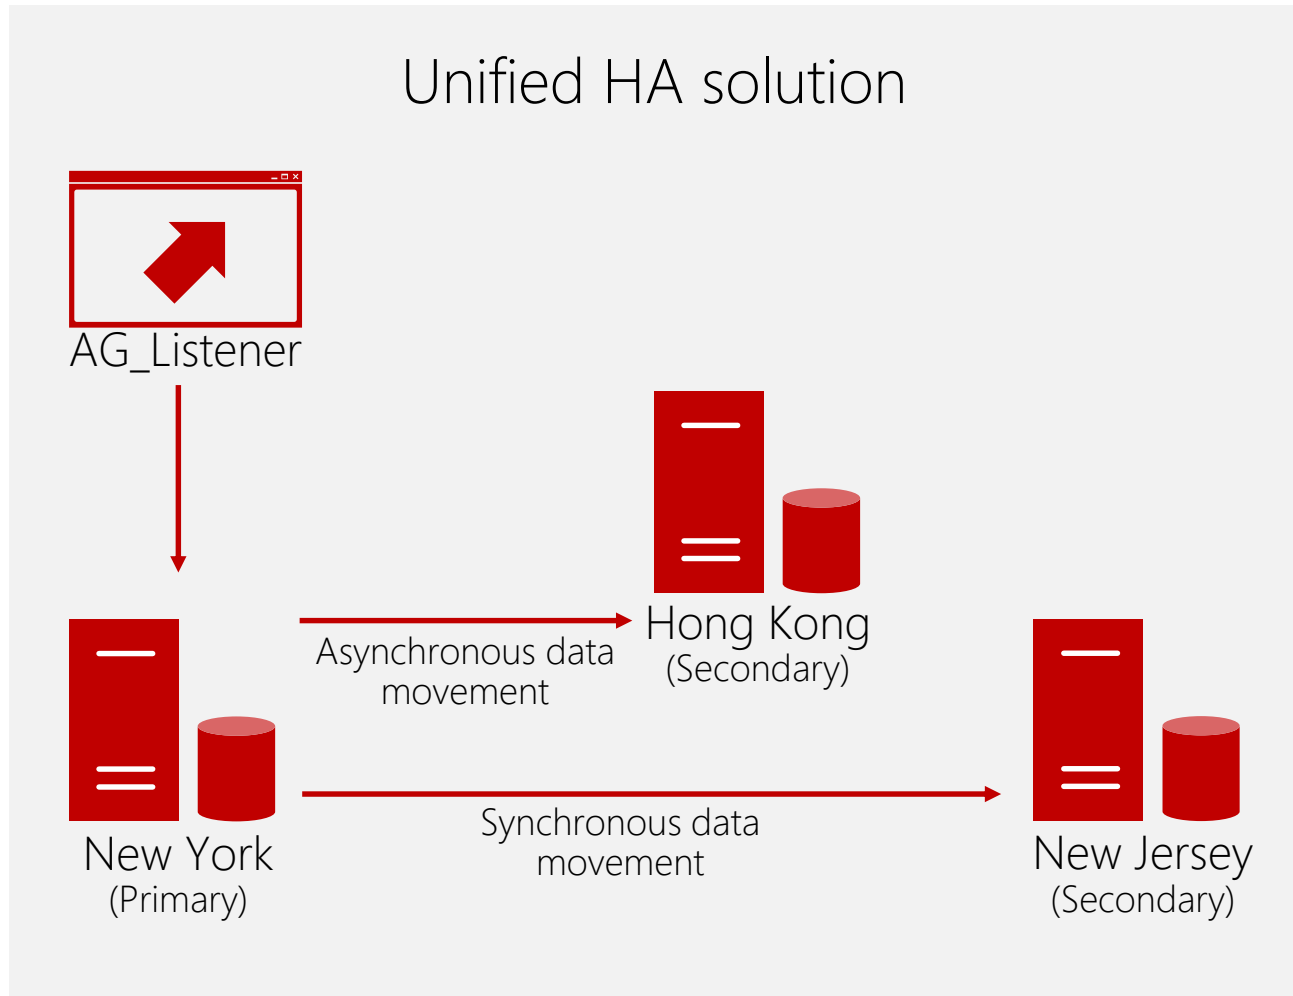 Unified HA solution
AG_Listener
Hong Kong
(Secondary)
Asynchronous data
movement
Synchronous data
movement
New York
(Primary)
New Jersey
(Secondary)